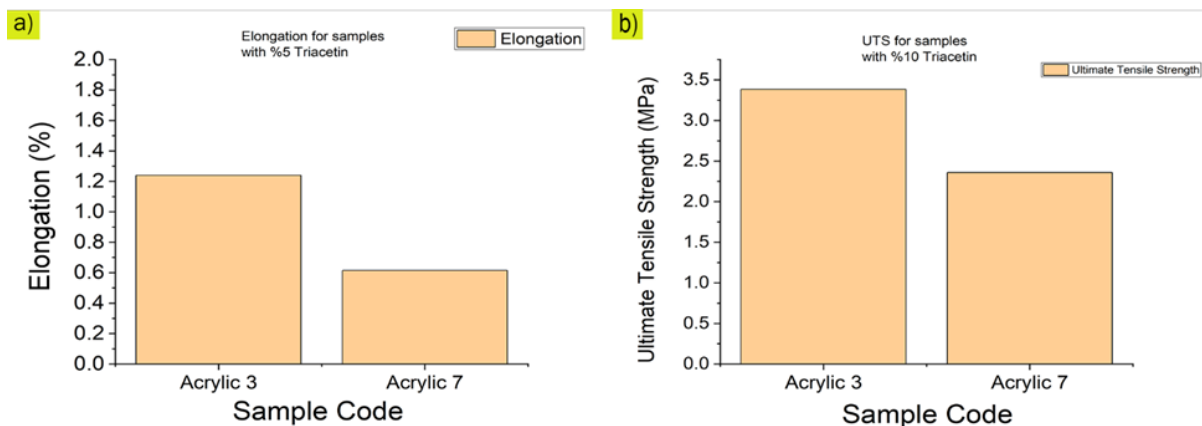 a)
Elongation for samples
with %5 Triacetin
Elongation
2.0
1.8
1.6
1.4
1.2
1.0
0.8
0.6
0.4
0.2
0.0
Elongation (%)
Acrylic 3
Acrylic 7
Sample Code
b)
UTS for samples
with %10 Triacetin
Ultimate Tensile Strength
3.5
3.0
2.5
2.0
1.5
1.0
0.5
0.0
Ultimate Tensile Strength (MPa)
Acrylic 3
Acrylic 7
Sample Code